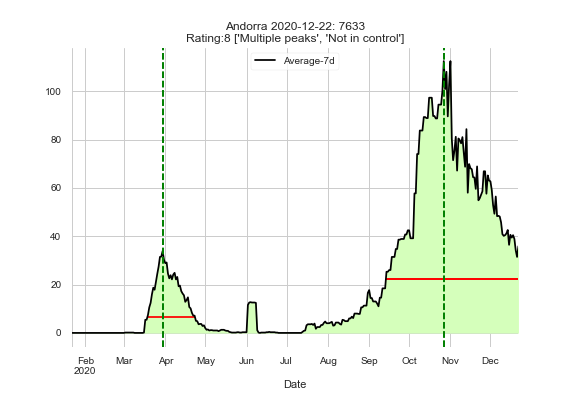 Andorra 2020-12-22: 7633
Rating:8 ['Multiple peaks', 'Not in control']
Average-7d
100
80
60
40
20
0
Feb Mar Apr May Jun Jul Aug Sep Oct Nov Dec
2020
Date